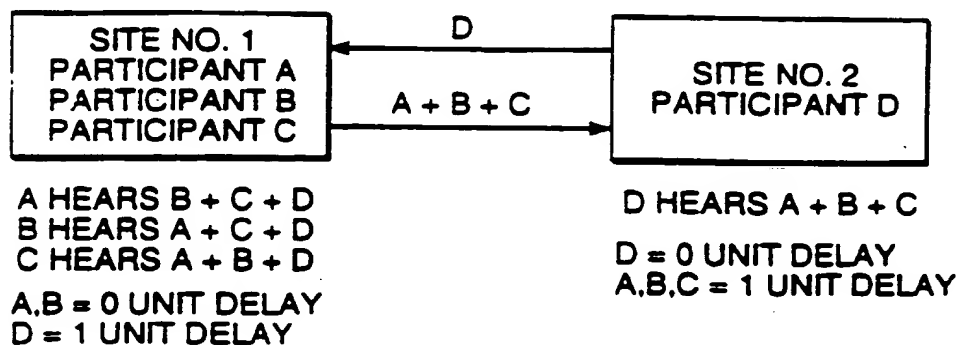 SITE NO. 1
PARTICIPANT A
PARTICIPANT B
PARTICIPANT C
D
A + B + C
SITE NO. 2
PARTICIPANT D
A HEARS B + C + D
B HEARS A + C + D
C HEARS A + B + D
A,B = 0 UNIT DELAY
D = 1 UNIT DELAY
D HEARS A + B + C
D = 0 UNIT DELAY
A,B,C = 1 UNIT DELAY